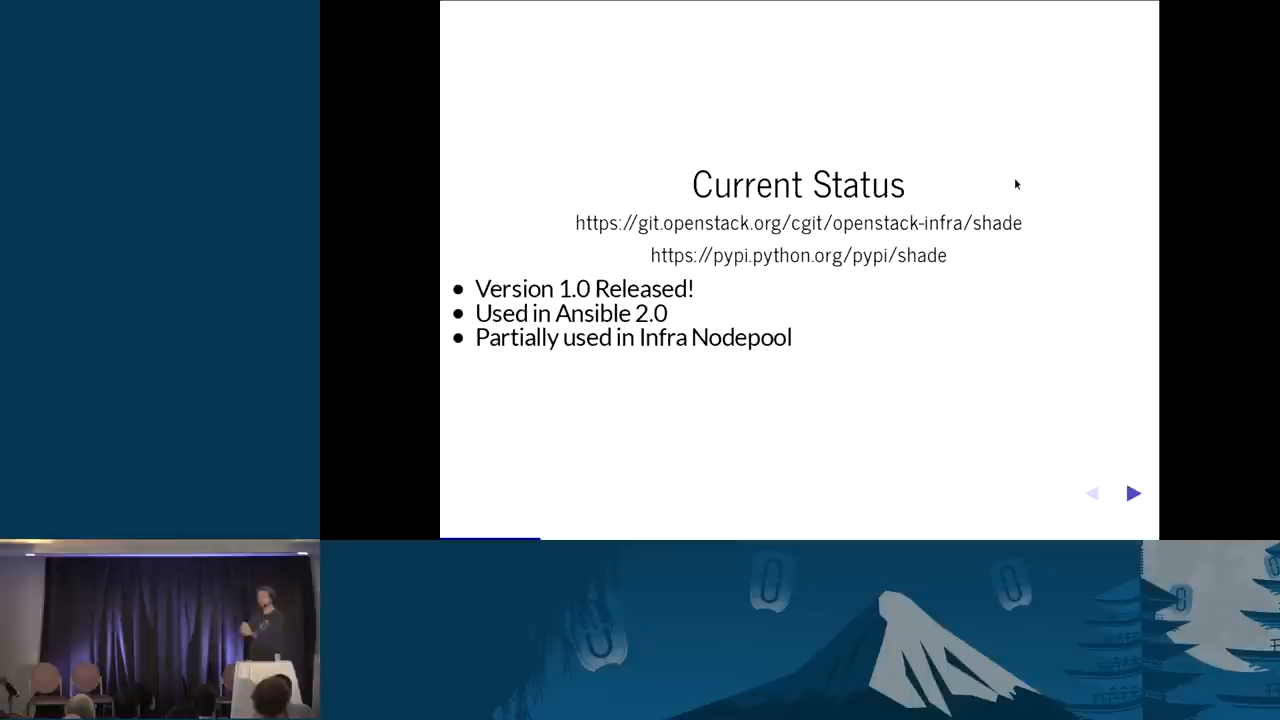 Current Status
https://git.openstack.org/cgit/openstack-infra/shade
https://pypi.python.org/pypi/shade
• Version 1.0 Released!
• Used in Ansible 2.0
• Partially used in Infra Nodepool